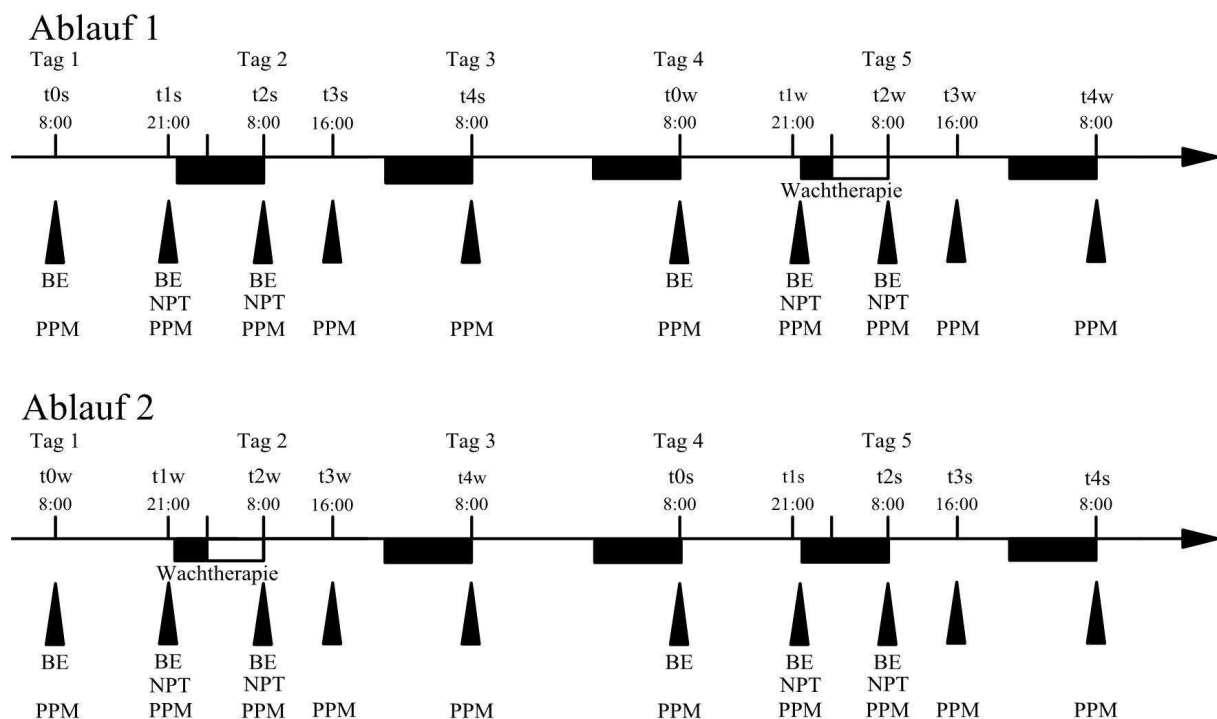 Ablauf 1
Tag 1 Tag 2 Tag 3 Tag 4 Tag 5
t0s t1s t2s t3s t4s t0w t1w t2w t3w t4w
8:00 21:00 8:00 16:00 8:00 8:00 21:00 8:00 16:00 8:00
Wachtherapie
BE BE BE BE BE BE
NPT NPT NPT NPT
PPM PPM PPM PPM PPM PPM PPM PPM PPM
Ablauf 2
Tag 1 Tag 2 Tag 3 Tag 4 Tag 5
t0w t1w t2w t3w t4w t0s t1s t2s t3s t4s
8:00 21:00 8:00 16:00 8:00 8:00 21:00 8:00 16:00 8:00
Wachtherapie
BE BE BE BE BE BE
NPT NPT NPT NPT
PPM PPM PPM PPM PPM PPM PPM PPM PPM